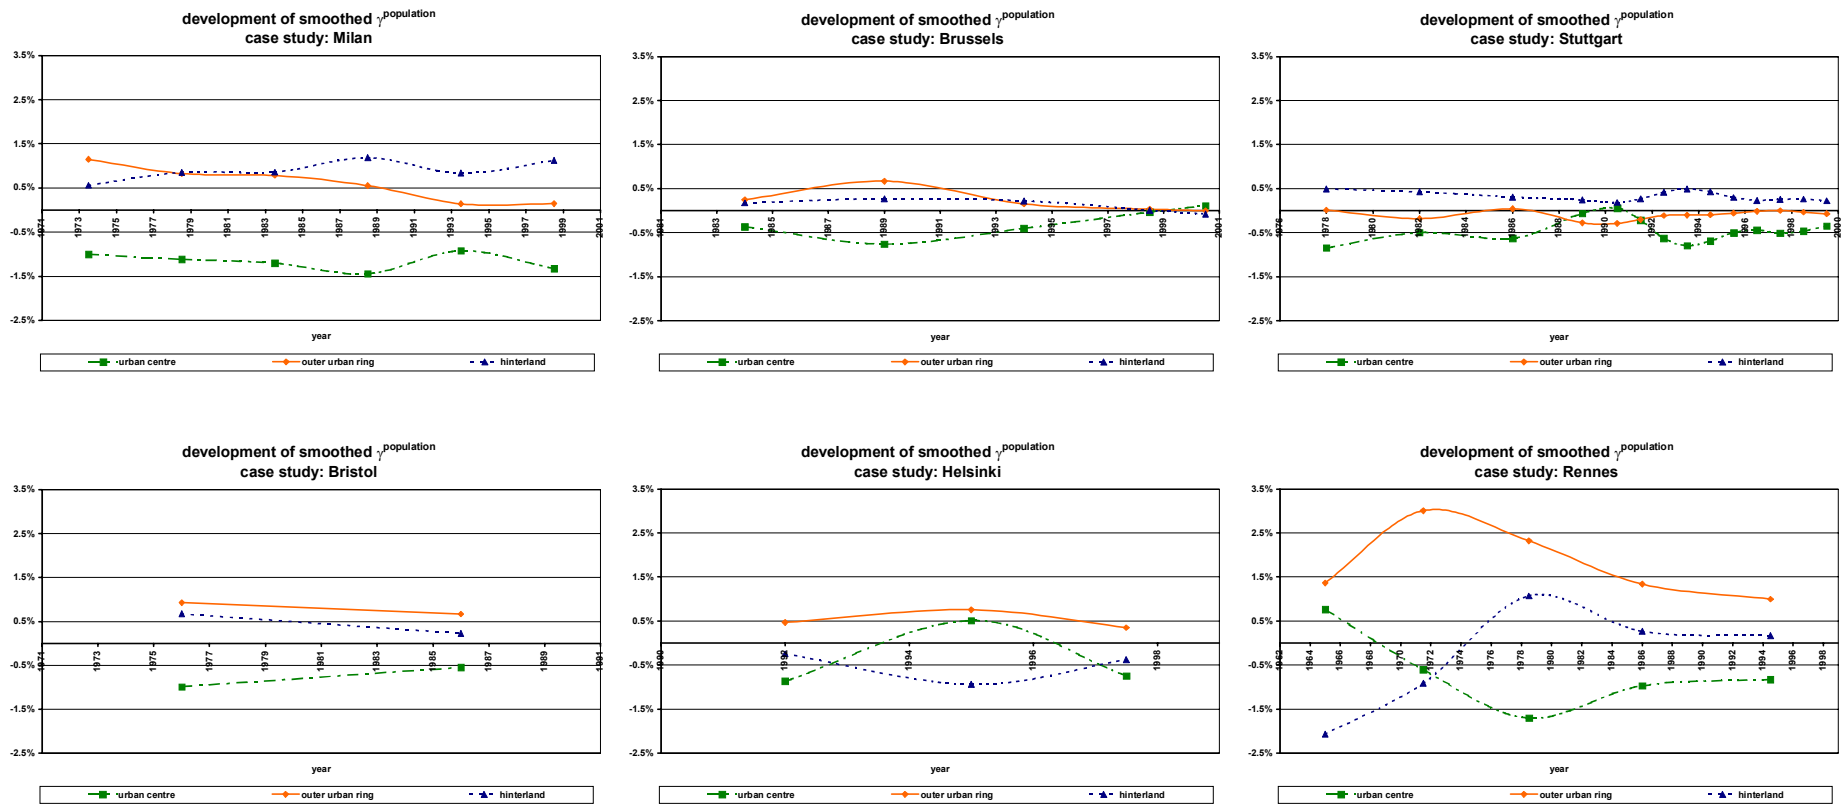 development of smoothed γpopulation
case study: Milan
3.5%
2.5%
1.5%
0.5%
-0.5%
-1.5%
-2.5%
1974 1973 1975 1977 1979 1981 1983 1985 1987 1989 1991 1993 1995 1997 1999 2001
year
urban centre outer urban ring hinterland
development of smoothed γpopulation
case study: Brussels
3.5%
2.5%
1.5%
0.5%
-0.5%
-1.5%
-2.5%
1981 1983 1985 1987 1989 1991 1993 1995 1997 1999 2001
year
urban centre outer urban ring hinterland
development of smoothed γpopulation
case study: Stuttgart
3.5%
2.5%
1.5%
0.5%
-0.5%
-1.5%
-2.5%
1976 1978 1980 1982 1984 1986 1988 1990 1992 1994 1996 1998 2000
year
urban centre outer urban ring hinterland
development of smoothed γpopulation
case study: Bristol
3.5%
2.5%
1.5%
0.5%
-0.5%
-1.5%
-2.5%
1974 1973 1975 1977 1979 1981 1983 1985 1987 1989 1991
year
urban centre outer urban ring hinterland
development of smoothed γpopulation
case study: Helsinki
3.5%
2.5%
1.5%
0.5%
-0.5%
-1.5%
-2.5%
1990 1992 1994 1996 1998
year
urban centre outer urban ring hinterland
development of smoothed γpopulation
case study: Rennes
3.5%
2.5%
1.5%
0.5%
-0.5%
-1.5%
-2.5%
1962 1964 1966 1968 1970 1972 1974 1976 1978 1980 1982 1984 1986 1988 1990 1992 1994 1996 1998
year
urban centre outer urban ring hinterland